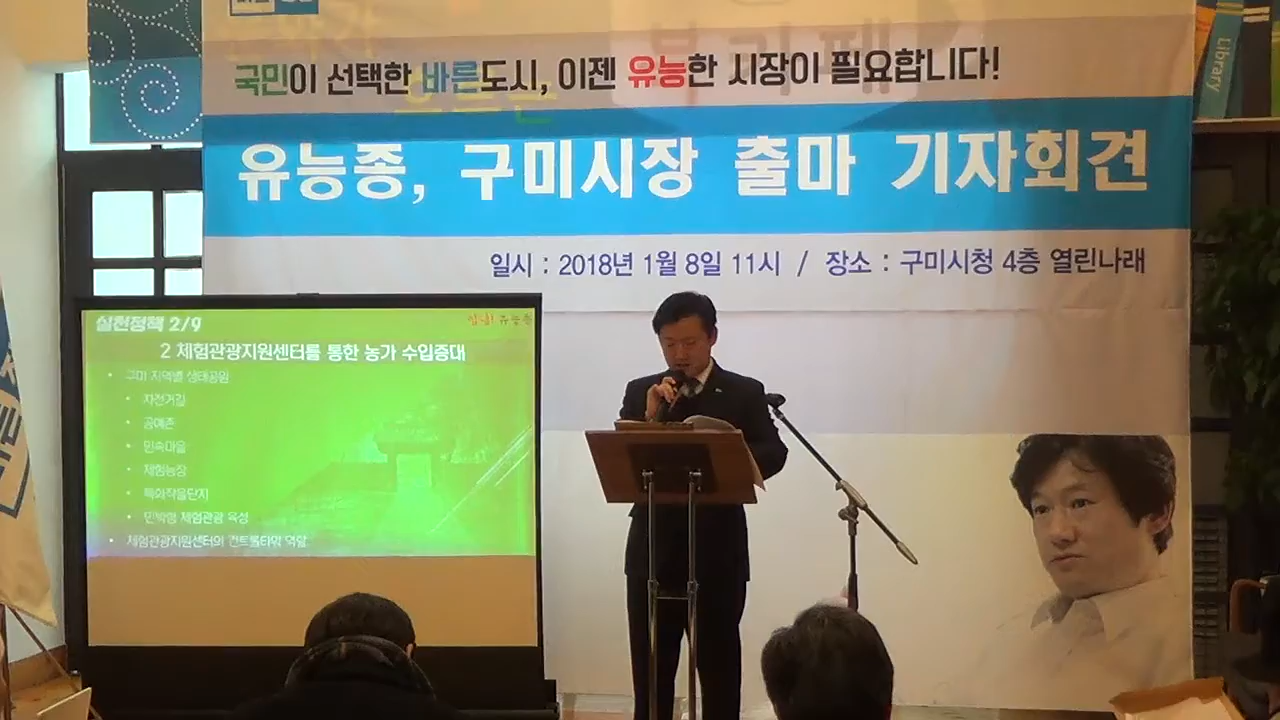 국민이 선택한 바른도시, 이젠 유능한 시장이 필요합니다!
유능종, 구미시장 출마 기자회견
일시 : 2018년 1월 8일 11시 / 장소 : 구미시청 4층 열린나래
Library
실현정책 2/9
유능종
2 체험관광지원센터를 통한 농가 수입증대
• 구미 지역별 생태공원
• 자전거길
• 공예촌
• 민속마을
• 체험농장
• 특화작물단지
• 민박형 체험관광 육성
• 체험관광지원센터의 컨트롤타워 역할